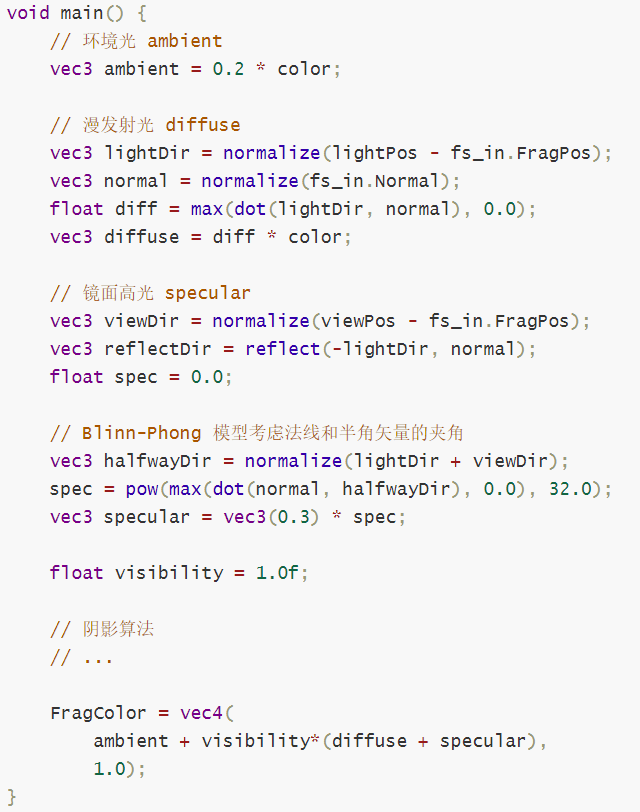 void main() {
    // 环境光 ambient
    vec3 ambient = 0.2 * color;

    // 漫发射光 diffuse
    vec3 lightDir = normalize(lightPos - fs_in.FragPos);
    vec3 normal = normalize(fs_in.Normal);
    float diff = max(dot(lightDir, normal), 0.0);
    vec3 diffuse = diff * color;

    // 镜面高光 specular
    vec3 viewDir = normalize(viewPos - fs_in.FragPos);
    vec3 reflectDir = reflect(-lightDir, normal);
    float spec = 0.0;

    // Blinn-Phong 模型考虑法线和半角矢量的夹角
    vec3 halfwayDir = normalize(lightDir + viewDir);
    spec = pow(max(dot(normal, halfwayDir), 0.0), 32.0);
    vec3 specular = vec3(0.3) * spec;

    float visibility = 1.0f;

    // 阴影算法
    // ...

    FragColor = vec4(
        ambient + visibility*(diffuse + specular),
        1.0);
}